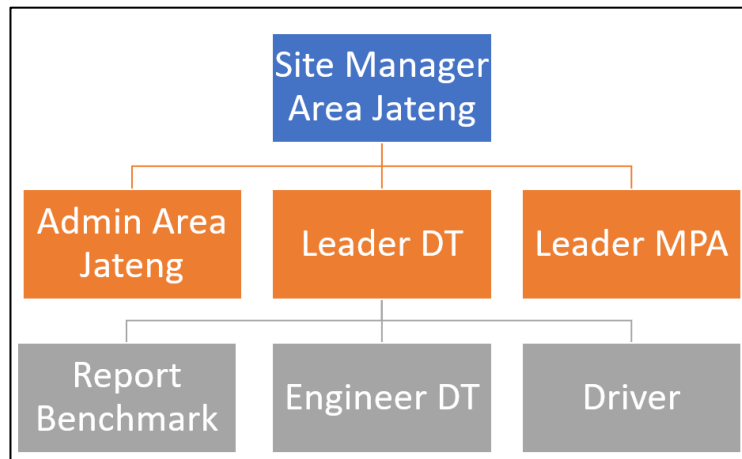 Site Manager
Area Jateng
Admin Area
Jateng
Leader DT
Leader MPA
Report
Benchmark
Engineer DT
Driver